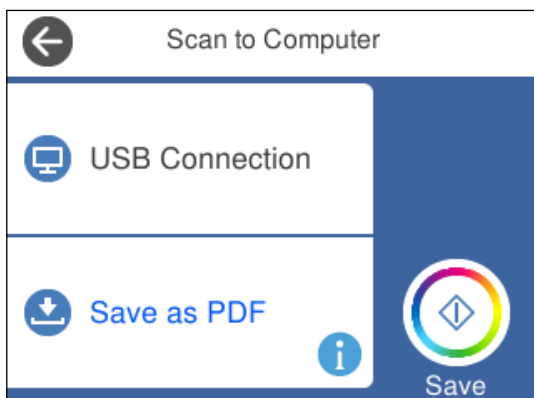 Scan to Computer
USB Connection
Save as PDF
i
Save